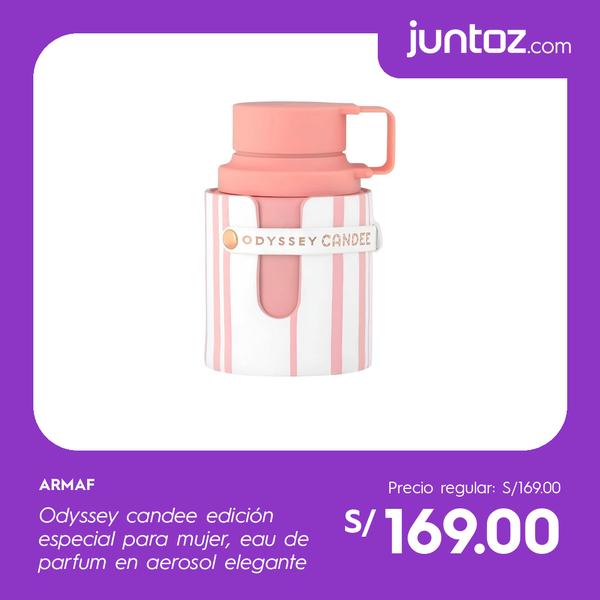 juntoz.com
ODYSSEY CANDEE
ARMAF
Odyssey candee edición
especial para mujer, eau de
parfum en aerosol elegante
Precio regular: S/169.00
S/ 169.00